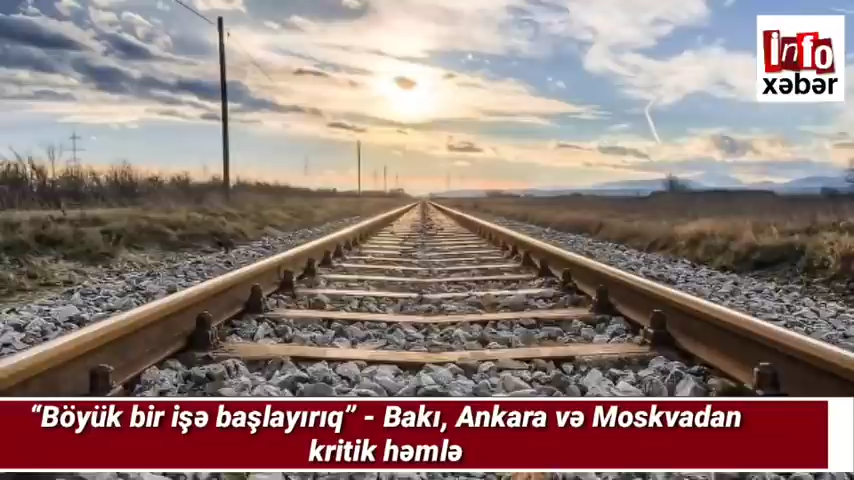 info
xəbər
“Böyük bir işə başlayırıq” - Bakı, Ankara və Moskvadan
kritik həmlə